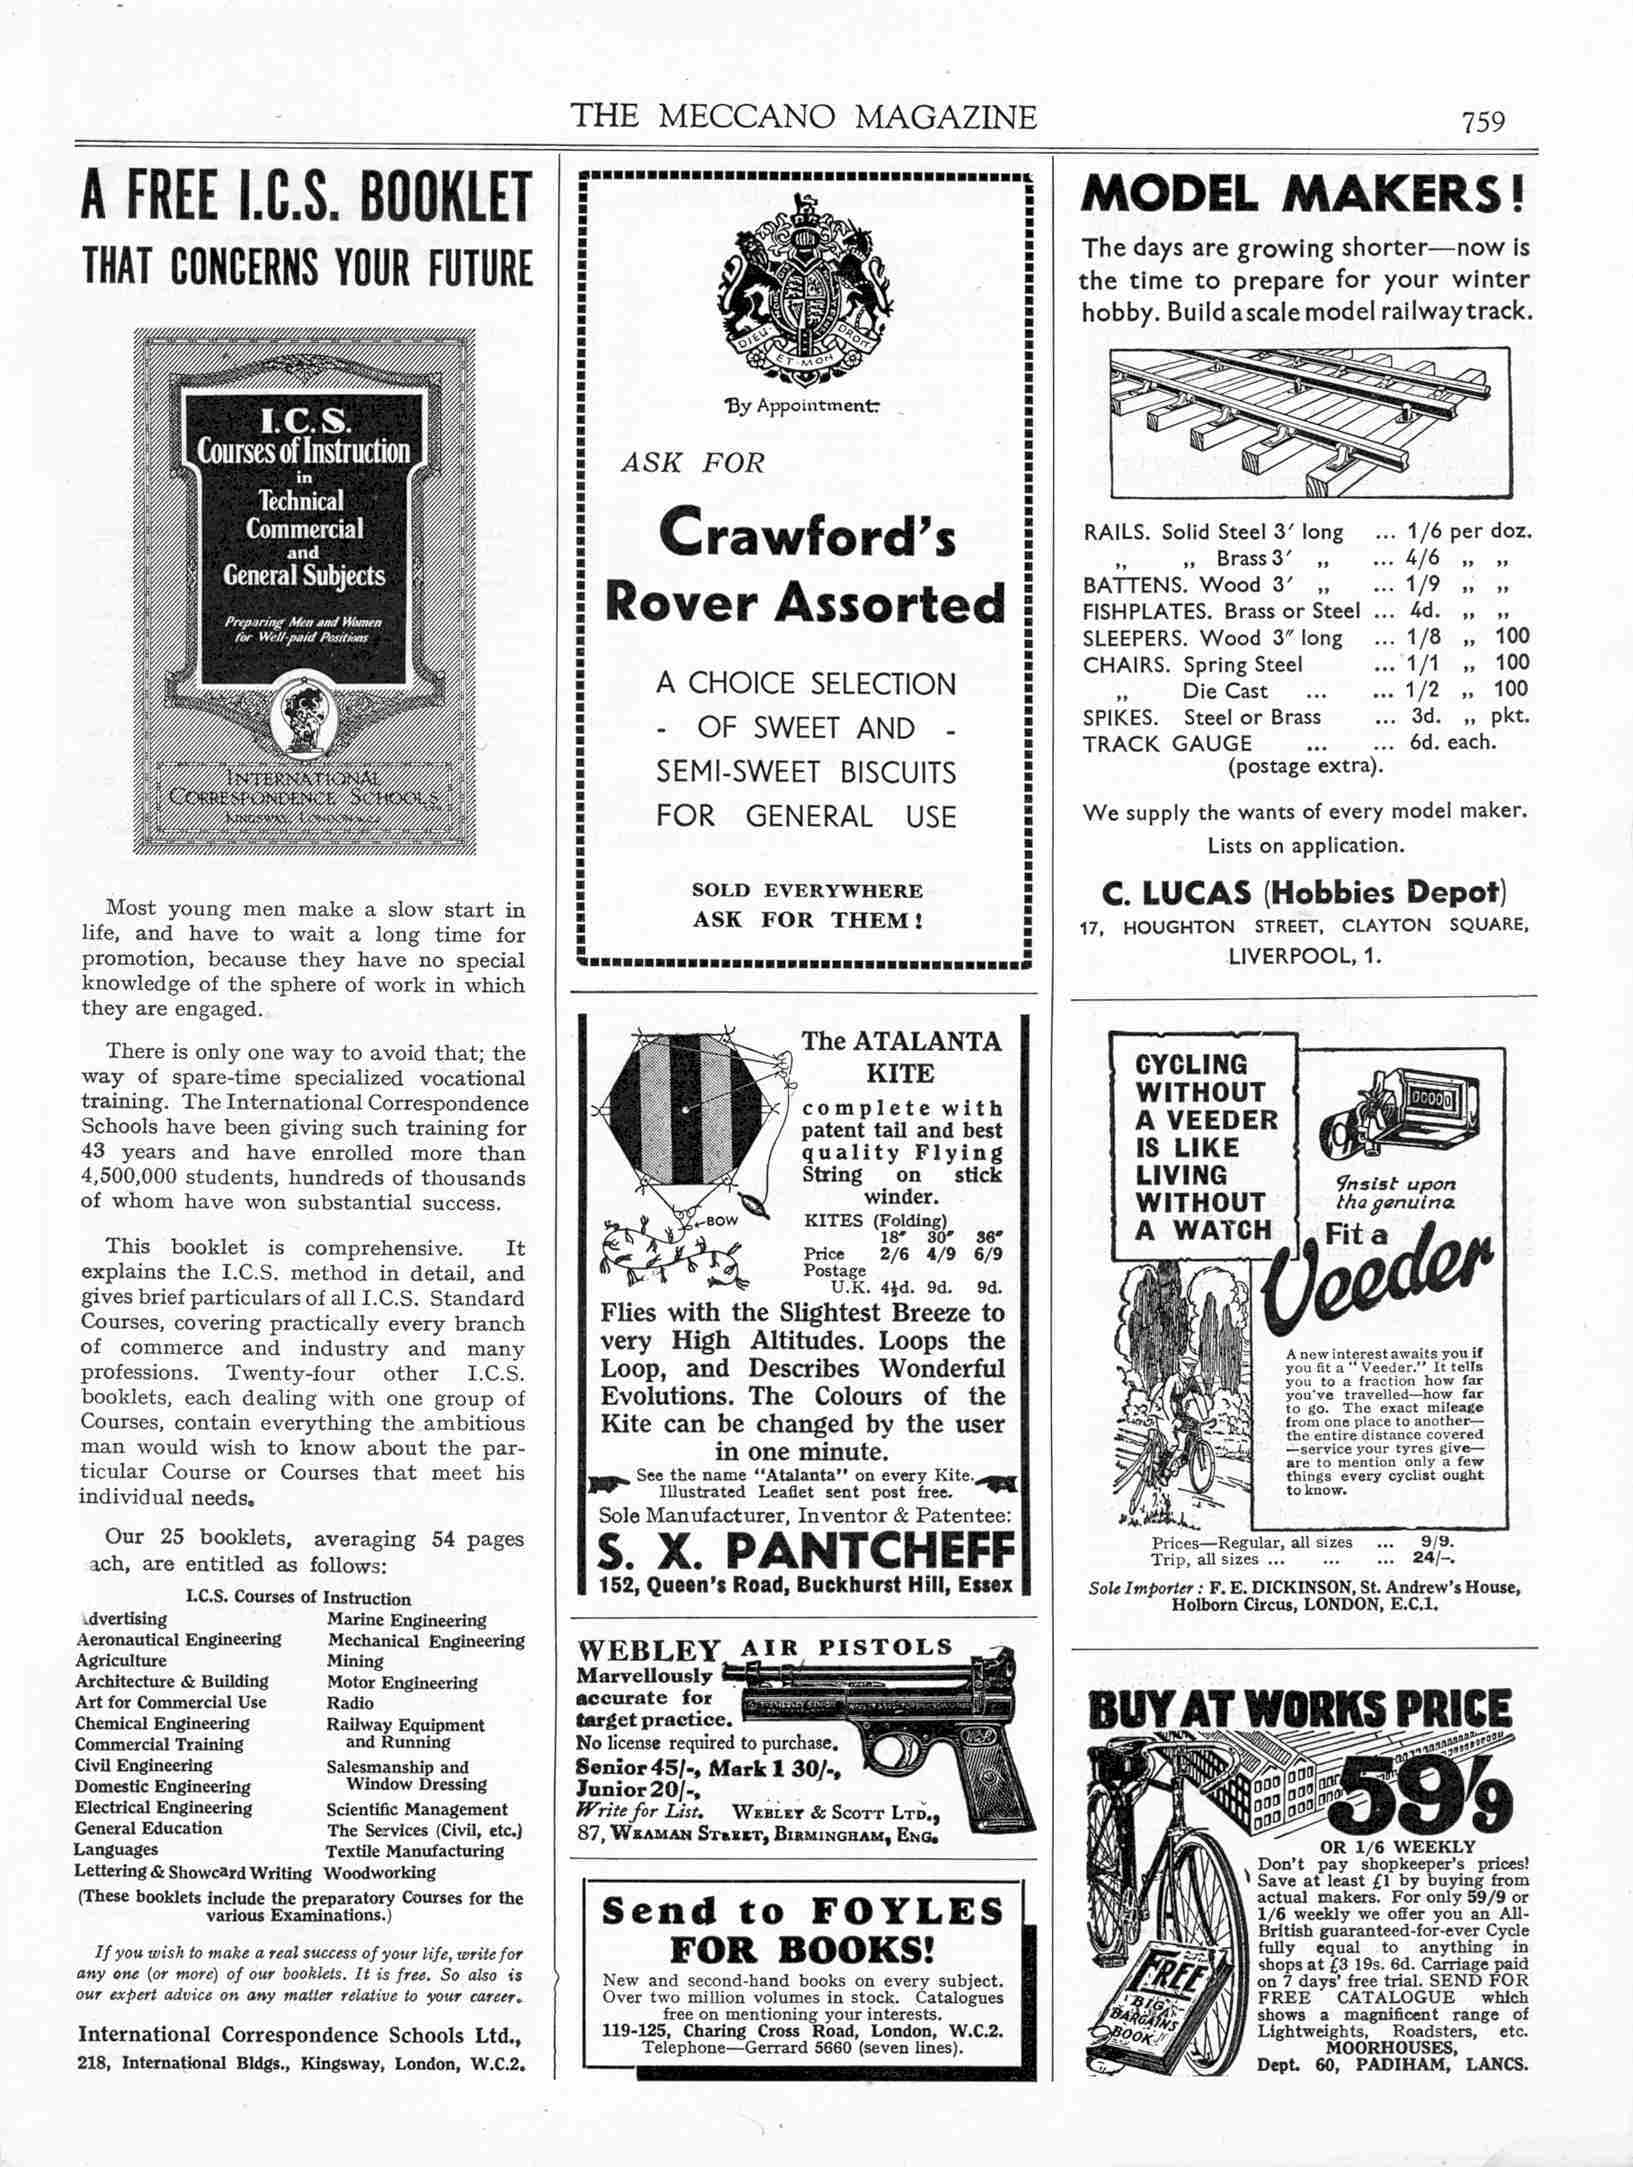 THE MECCANO MAGAZINE
759
A FREE I.C.S. BOOKLET
THAT CONCERNS YOUR FUTURE
I.C.S.
Courses of Instruction
in
Technical
Commercial
and
General Subjects
Preparing Men and Women
for Well-paid Positions
INTERNATIONAL
CORRESPONDENCE SCHOOLS
KINGSWAY, LONDON W.C.2
Most young men make a slow start in
life, and have to wait a long time for
promotion, because they have no special
knowledge of the sphere of work in which
they are engaged.
There is only one way to avoid that; the
way of spare-time specialized vocational
training. The International Correspondence
Schools have been giving such training for
43 years and have enrolled more than
4,500,000 students, hundreds of thousands
of whom have won substantial success.
This booklet is comprehensive. It
explains the I.C.S. method in detail, and
gives brief particulars of all I.C.S. Standard
Courses, covering practically every branch
of commerce and industry and many
professions. Twenty-four other I.C.S.
booklets, each dealing with one group of
Courses, contain everything the ambitious
man would wish to know about the par-
ticular Course or Courses that meet his
individual needs.
Our 25 booklets, averaging 54 pages
ach, are entitled as follows:
I.C.S. Courses of Instruction
dvertising
Aeronautical Engineering
Agriculture
Architecture & Building
Art for Commercial Use
Chemical Engineering
Commercial Training
Civil Engineering
Domestic Engineering
Electrical Engineering
General Education
Languages
Lettering & Showcard Writing
Marine Engineering
Mechanical Engineering
Mining
Motor Engineering
Radio
Railway Equipment
and Running
Salesmanship and
Window Dressing
Scientific Management
The Services (Civil, etc.)
Textile Manufacturing
Woodworking
(These booklets include the preparatory Courses for the
various Examinations.)
If you wish to make a real success of your life, write for
any one (or more) of our booklets. It is free. So also is
our expert advice on any matter relative to your career.
International Correspondence Schools Ltd.,
218, International Bldgs., Kingsway, London, W.C.2.
DIEU ET MON DROIT
By Appointment
ASK FOR
Crawford's
Rover Assorted
A CHOICE SELECTION
- OF SWEET AND -
SEMI-SWEET BISCUITS
FOR GENERAL USE
SOLD EVERYWHERE
ASK FOR THEM!
The ATALANTA
KITE
complete with
patent tail and best
quality Flying
String on stick
winder.
BOW
KITES (Folding)
18″ 30″ 36″
Price 2/6 4/9 6/9
Postage
U.K. 4½d. 9d. 9d.
Flies with the Slightest Breeze to
very High Altitudes. Loops the
Loop, and Describes Wonderful
Evolutions. The Colours of the
Kite can be changed by the user
in one minute.
See the name "Atalanta" on every Kite.
Illustrated Leaflet sent post free.
Sole Manufacturer, Inventor & Patentee:
S. X. PANTCHEFF
152, Queen's Road, Buckhurst Hill, Essex
WEBLEY AIR PISTOLS
Marvellously
accurate for
target practice.
No license required to purchase.
Senior 45/-, Mark 1 30/-,
Junior 20/-,
Write for List. WEBLEY & SCOTT LTD.,
87, WEAMAN STREET, BIRMINGHAM, ENG.
Send to FOYLES
FOR BOOKS!
New and second-hand books on every subject.
Over two million volumes in stock. Catalogues
free on mentioning your interests.
119-125, Charing Cross Road, London, W.C.2.
Telephone—Gerrard 5660 (seven lines).
MODEL MAKERS!
The days are growing shorter—now is
the time to prepare for your winter
hobby. Build a scale model railway track.
RAILS. Solid Steel 3′ long ... 1/6 per doz.
,, ,, Brass 3′ ,, ... 4/6 ,, ,,
BATTENS. Wood 3′ ,, ... 1/9 ,, ,,
FISHPLATES. Brass or Steel ... 4d. ,, ,,
SLEEPERS. Wood 3″ long ... 1/8 ,, 100
CHAIRS. Spring Steel ... 1/1 ,, 100
,, Die Cast ... ... 1/2 ,, 100
SPIKES. Steel or Brass ... 3d. ,, pkt.
TRACK GAUGE ... ... 6d. each.
(postage extra).
We supply the wants of every model maker.
Lists on application.
C. LUCAS (Hobbies Depot)
17, HOUGHTON STREET, CLAYTON SQUARE,
LIVERPOOL, 1.
CYCLING
WITHOUT
A VEEDER
IS LIKE
LIVING
WITHOUT
A WATCH
00000
Insist upon
the genuine
Fit a
Veeder
A new interest awaits you if
you fit a "Veeder." It tells
you to a fraction how far
you've travelled—how far
to go. The exact mileage
from one place to another—
the entire distance covered
—service your tyres give—
are to mention only a few
things every cyclist ought
to know.
Prices—Regular, all sizes ... 9/9.
Trip, all sizes ... ... ... 24/-.
Sole Importer: F. E. DICKINSON, St. Andrew's House,
Holborn Circus, LONDON, E.C.1.
BUY AT WORKS PRICE
59/9
OR 1/6 WEEKLY
Don't pay shopkeeper's prices!
Save at least £1 by buying from
actual makers. For only 59/9 or
1/6 weekly we offer you an All-
British guaranteed-for-ever Cycle
fully equal to anything in
shops at £3 19s. 6d. Carriage paid
on 7 days' free trial. SEND FOR
FREE CATALOGUE which
shows a magnificent range of
Lightweights, Roadsters, etc.
MOORHOUSES,
Dept. 60, PADIHAM, LANCS.
FREE
BIG
BARGAINS
BOOK